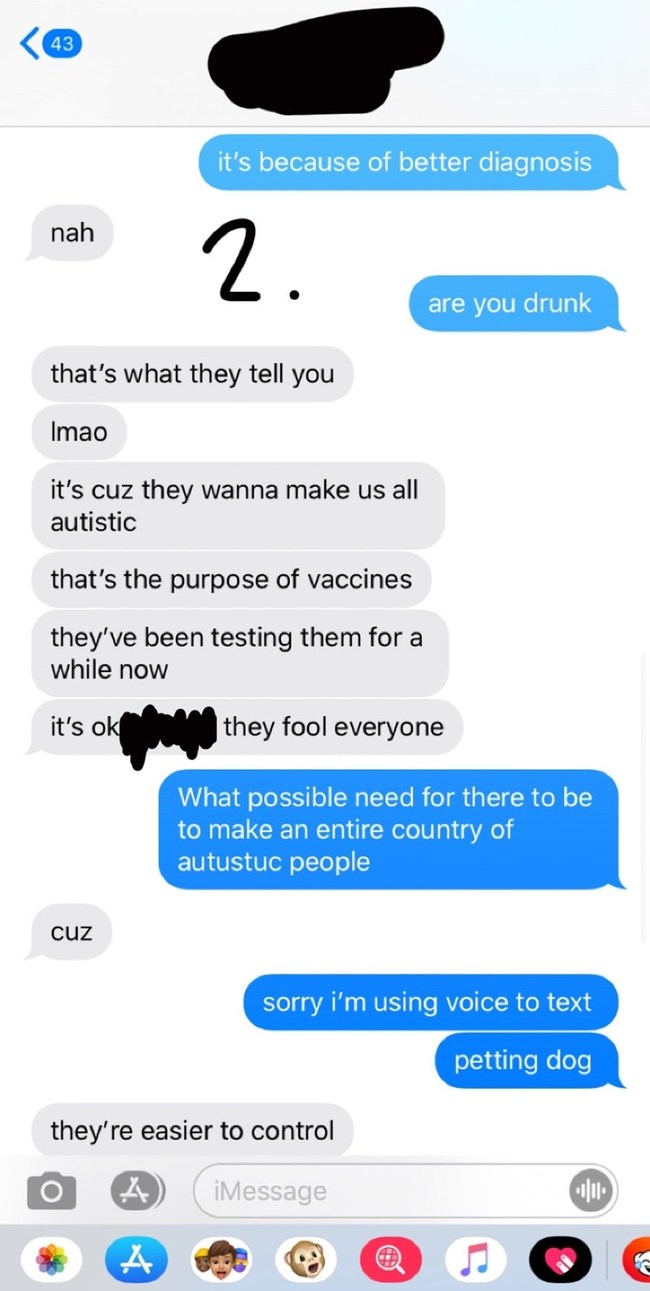 43
it's because of better diagnosis
nah
2.
are you drunk
that's what they tell you
lmao
it's cuz they wanna make us all
autistic
that's the purpose of vaccines
they've been testing them for a
while now
it's ok they fool everyone
What possible need for there to be
to make an entire country of
autustuc people
cuz
sorry i'm using voice to text
petting dog
they're easier to control
iMessage